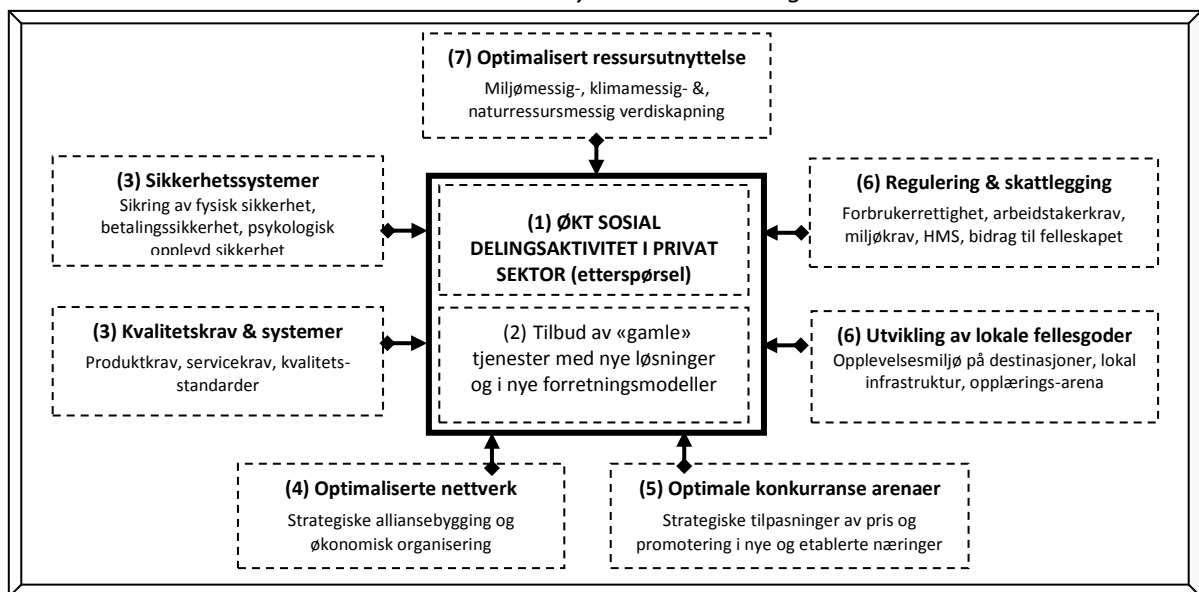 (7) Optimalisert ressursutnyttelse
Miljømessig-, klimamessig- &,
naturressursmessig verdiskapning
(3) Sikkerhetssystemer
Sikring av fysisk sikkerhet,
betalingssikkerhet, psykologisk
opplevd sikkerhet
(3) Kvalitetskrav & systemer
Produktkrav, servicekrav, kvalitets-
standarder
(1) ØKT SOSIAL
DELINGSAKTIVITET I PRIVAT
SEKTOR (etterspørsel)
(2) Tilbud av «gamle»
tjenester med nye løsninger
og i nye forretningsmodeller
(6) Regulering & skattlegging
Forbrukerrettighet, arbeidstakerkrav,
miljøkrav, HMS, bidrag til felleskapet
(6) Utvikling av lokale fellesgoder
Opplevelsesmiljø på destinasjoner, lokal
infrastruktur, opplærings-arena
(4) Optimaliserte nettverk
Strategiske alliansebygging og
økonomisk organisering
(5) Optimale konkurranse arenaer
Strategiske tilpasninger av pris og
promotering i nye og etablerte næringer